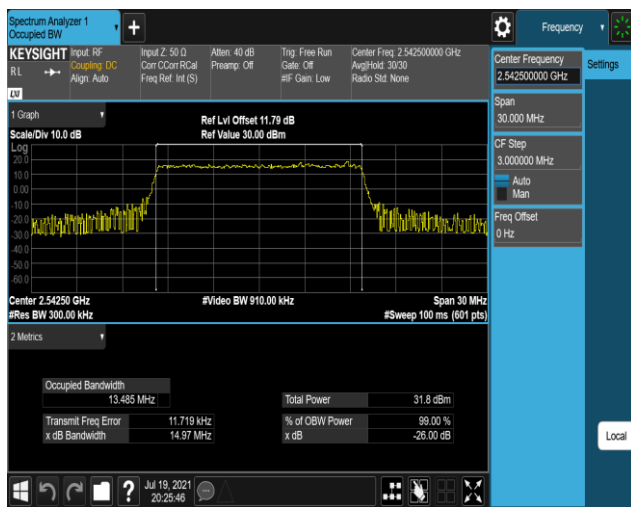 Spectrum Analyzer 1
Occupied BW
+
Frequency
KEYSIGHT
RL
LXI
Input: RF
Coupling: DC
Align: Auto
Input Z: 50 Ω
Corr CCorr RCal
Freq Ref: Int (S)
Atten: 40 dB
Preamp: Off
Trig: Free Run
Gate: Off
#IF Gain: Low
Center Freq: 2.542500000 GHz
Avg|Hold: 30/30
Radio Std: None
Center Frequency
2.542500000 GHz
Settings
Span
30.000 MHz
CF Step
3.000000 MHz
Auto
Man
Freq Offset
0 Hz
1 Graph
Scale/Div 10.0 dB
Ref Lvl Offset 11.79 dB
Ref Value 30.00 dBm
Log
20.0
10.0
0.00
-10.0
-20.0
-30.0
-40.0
-50.0
-60.0
Center 2.54250 GHz
#Res BW 300.00 kHz
#Video BW 910.00 kHz
Span 30 MHz
#Sweep 100 ms (601 pts)
2 Metrics
Occupied Bandwidth
13.485 MHz
Total Power 31.8 dBm
Transmit Freq Error 11.719 kHz
% of OBW Power 99.00 %
x dB Bandwidth 14.97 MHz
x dB -26.00 dB
Local
?
Jul 19, 2021
20:25:46